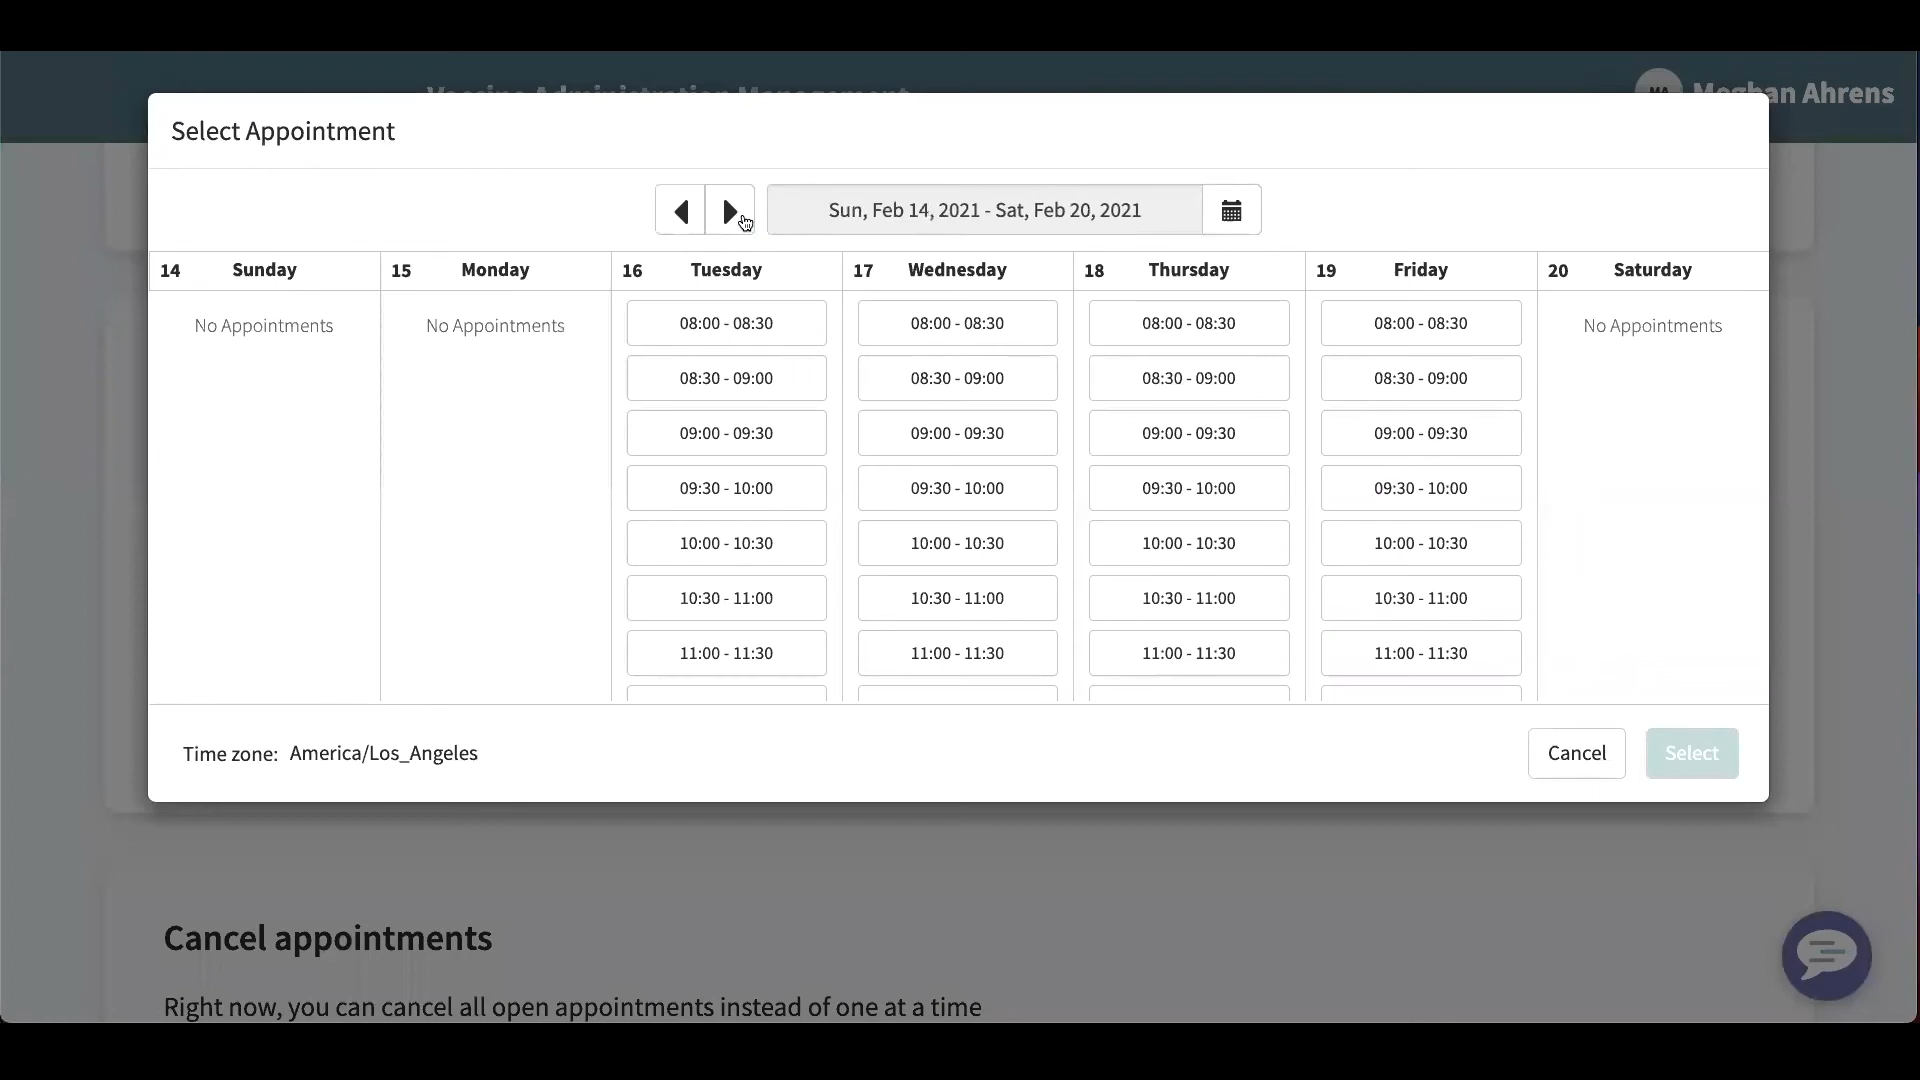 Meghan Ahrens
Select Appointment
Sun, Feb 14, 2021 - Sat, Feb 20, 2021
14 Sunday 15 Monday 16 Tuesday 17 Wednesday 18 Thursday 19 Friday 20 Saturday
No Appointments No Appointments 08:00 - 08:30 08:00 - 08:30 08:00 - 08:30 08:00 - 08:30 No Appointments
08:30 - 09:00 08:30 - 09:00 08:30 - 09:00 08:30 - 09:00
09:00 - 09:30 09:00 - 09:30 09:00 - 09:30 09:00 - 09:30
09:30 - 10:00 09:30 - 10:00 09:30 - 10:00 09:30 - 10:00
10:00 - 10:30 10:00 - 10:30 10:00 - 10:30 10:00 - 10:30
10:30 - 11:00 10:30 - 11:00 10:30 - 11:00 10:30 - 11:00
11:00 - 11:30 11:00 - 11:30 11:00 - 11:30 11:00 - 11:30
Time zone: America/Los_Angeles Cancel Select
Cancel appointments
Right now, you can cancel all open appointments instead of one at a time